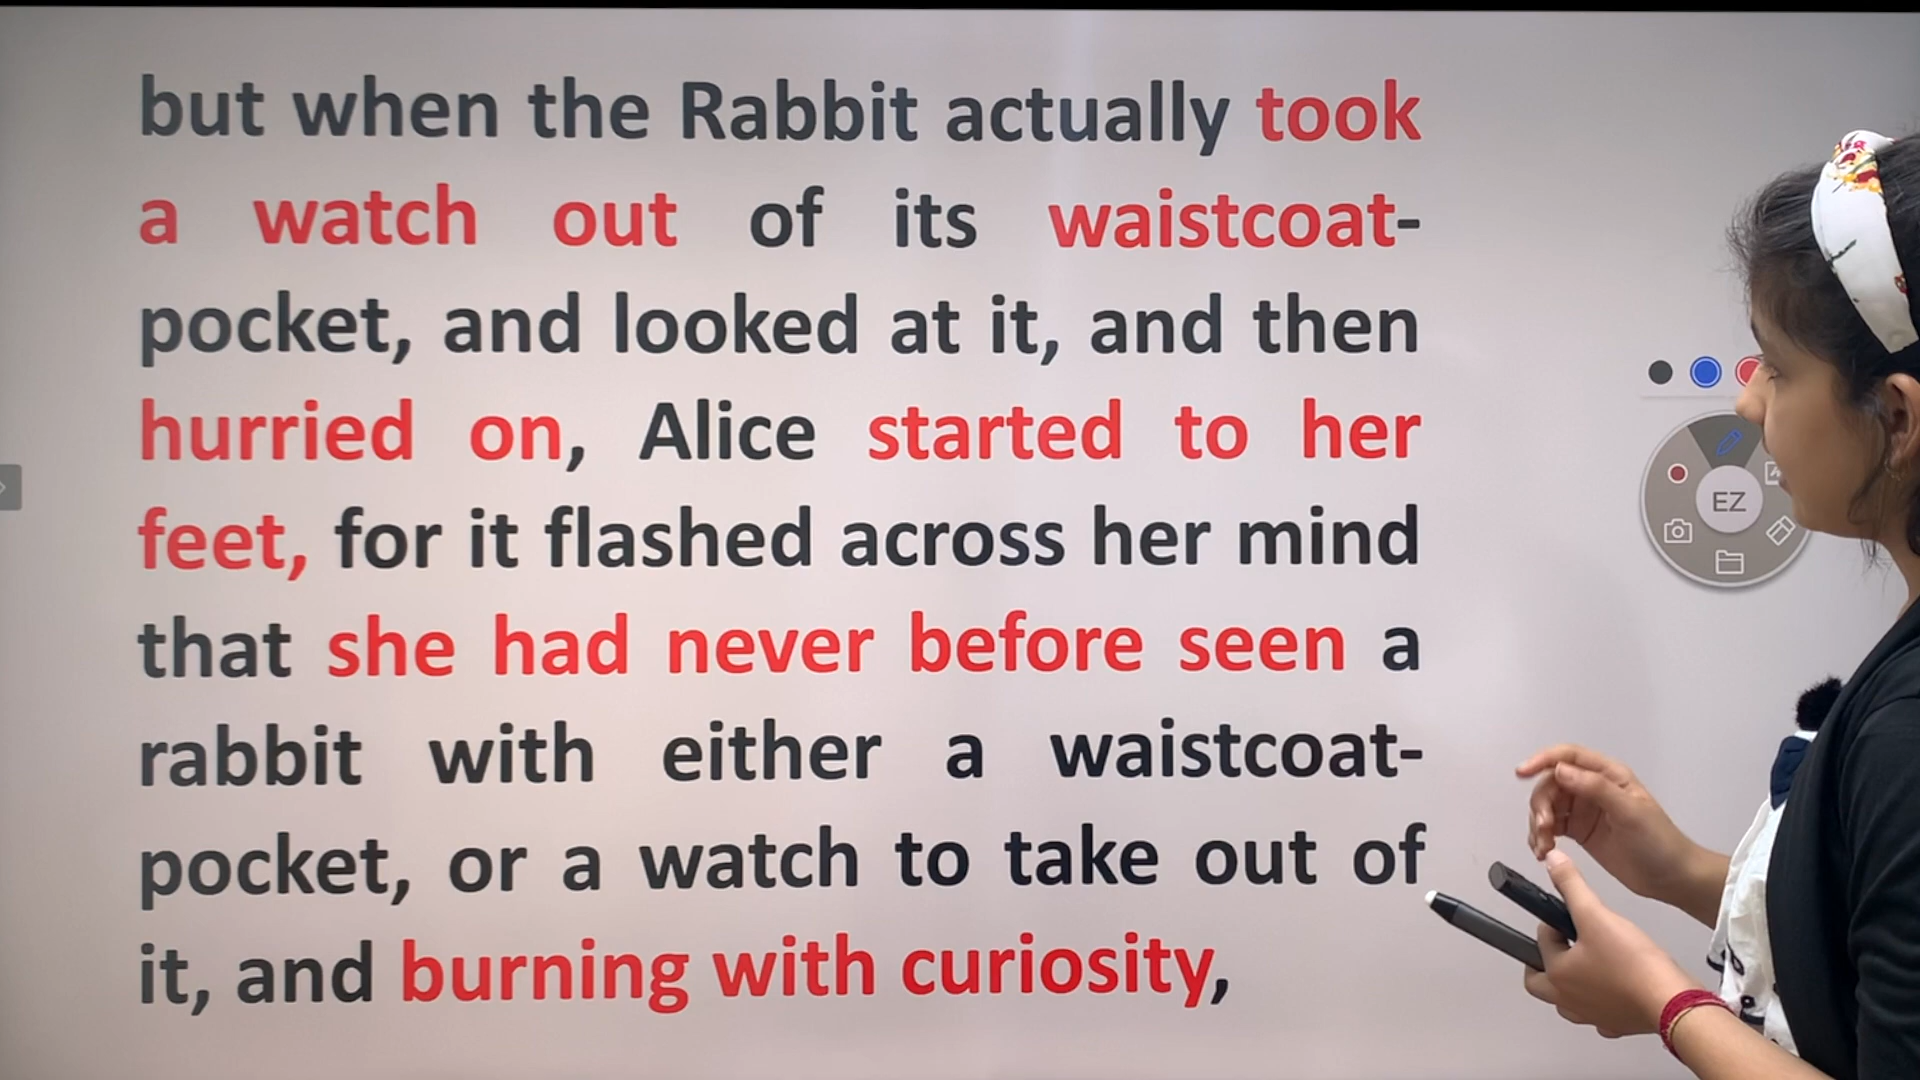 but when the Rabbit actually took
a watch out of its waistcoat-
pocket, and looked at it, and then
hurried on, Alice started to her
feet, for it flashed across her mind
that she had never before seen a
rabbit with either a waistcoat-
pocket, or a watch to take out of
it, and burning with curiosity,
EZ